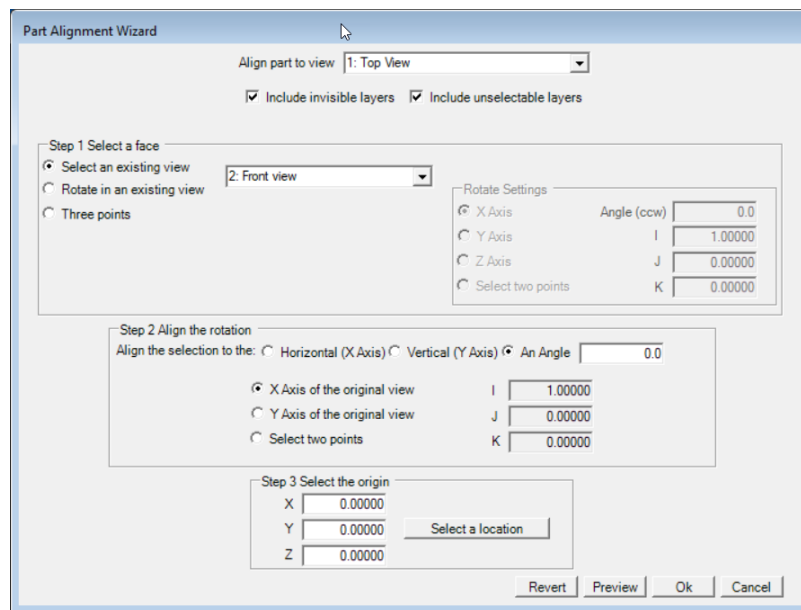 Part Alignment Wizard
Align part to view 1: Top View
Include invisible layers Include unselectable layers
Step 1 Select a face
Select an existing view 2: Front view
Rotate in an existing view
Three points
Rotate Settings
X Axis Angle (ccw) 0.0
Y Axis I 1.00000
Z Axis J 0.00000
Select two points K 0.00000
Step 2 Align the rotation
Align the selection to the: Horizontal (X Axis) Vertical (Y Axis) An Angle 0.0
X Axis of the original view I 1.00000
Y Axis of the original view J 0.00000
Select two points K 0.00000
Step 3 Select the origin
X 0.00000
Y 0.00000 Select a location
Z 0.00000
Revert Preview Ok Cancel